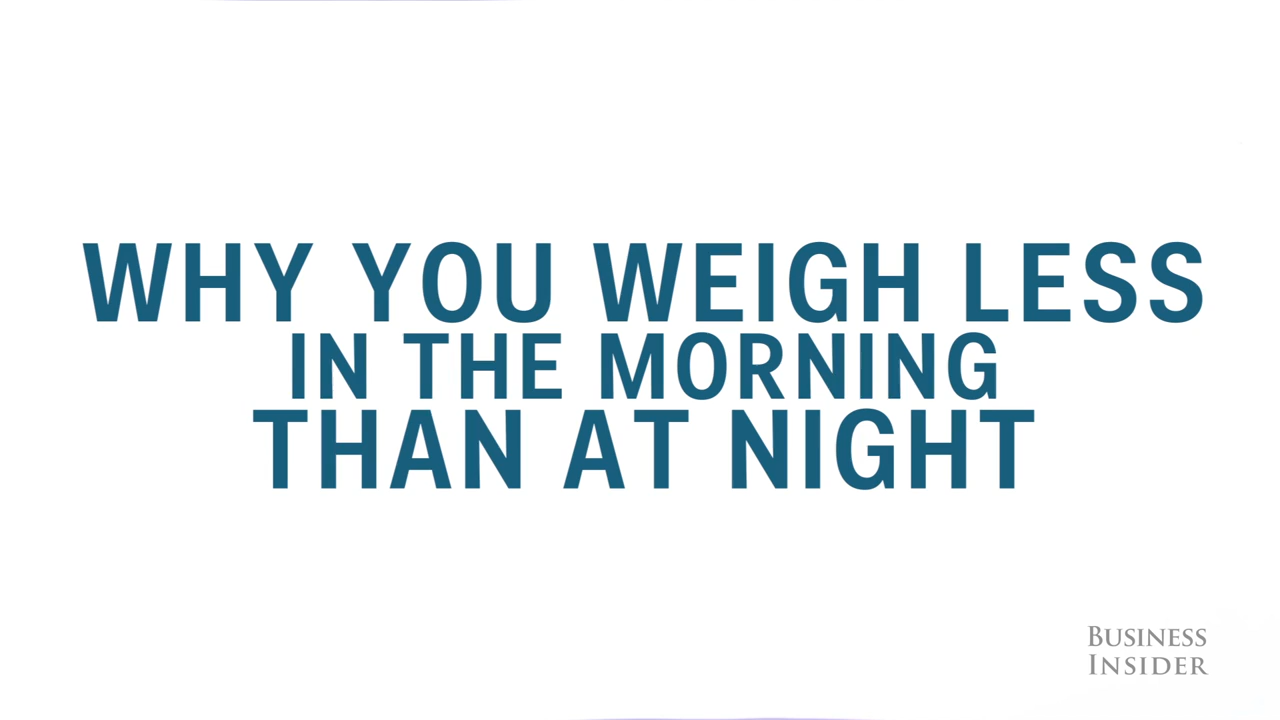 WHY YOU WEIGH LESS
IN THE MORNING
THAN AT NIGHT
BUSINESS
INSIDER